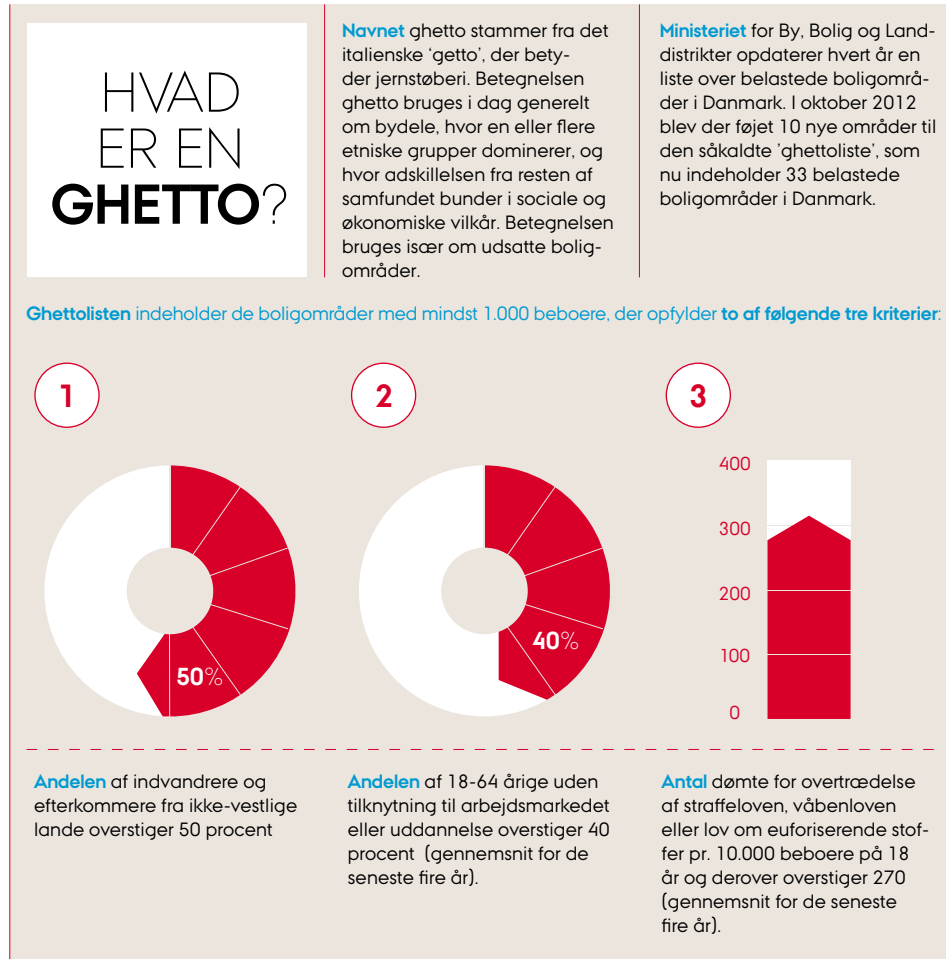 HVAD
ER EN
GHETTO?
Navnet ghetto stammer fra det
italienske ‘getto’, der bety-
der jernstøberi. Betegnelsen
ghetto bruges i dag generelt
om bydele, hvor en eller flere
etniske grupper dominerer, og
hvor adskillelsen fra resten af
samfundet bunder i sociale og
økonomiske vilkår. Betegnelsen
bruges især om udsatte bolig-
områder.
Ministeriet for By, Bolig og Land-
distrikter opdaterer hvert år en
liste over belastede boligområ-
der i Danmark. I oktober 2012
blev der føjet 10 nye områder til
den såkaldte ’ghettoliste’, som
nu indeholder 33 belastede
boligområder i Danmark.
Ghettolisten indeholder de boligområder med mindst 1.000 beboere, der opfylder to af følgende tre kriterier:
1
50%
Andelen af indvandrere og
efterkommere fra ikke-vestlige
lande overstiger 50 procent
2
40%
Andelen af 18-64 årige uden
tilknytning til arbejdsmarkedet
eller uddannelse overstiger 40
procent (gennemsnit for de
seneste fire år).
3
400
300
200
100
0
Antal dømte for overtrædelse
af straffeloven, våbenloven
eller lov om euforiserende stof-
fer pr. 10.000 beboere på 18
år og derover overstiger 270
(gennemsnit for de seneste
fire år).